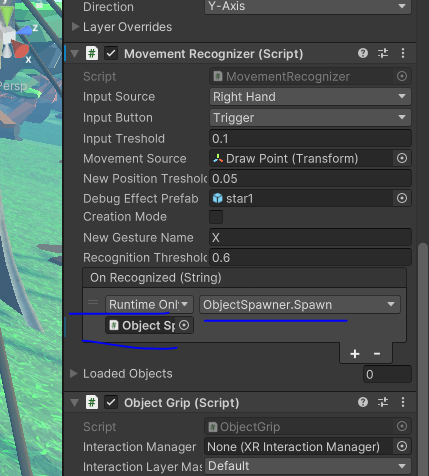 Direction Y-Axis
Layer Overrides
Movement Recognizer (Script)
Script MovementRecognizer
Input Source Right Hand
Input Button Trigger
Input Treshold 0.1
Movement Source Draw Point (Transform)
New Position Treshold 0.05
Debug Effect Prefab star1
Creation Mode
New Gesture Name X
Recognition Threshold 0.6
On Recognized (String)
Runtime Onl ObjectSpawner.Spawn
Object Sp
+ -
Loaded Objects 0
Object Grip (Script)
Script ObjectGrip
Interaction Manager None (XR Interaction Manager)
Interaction Layer Mas Default
Persp
x